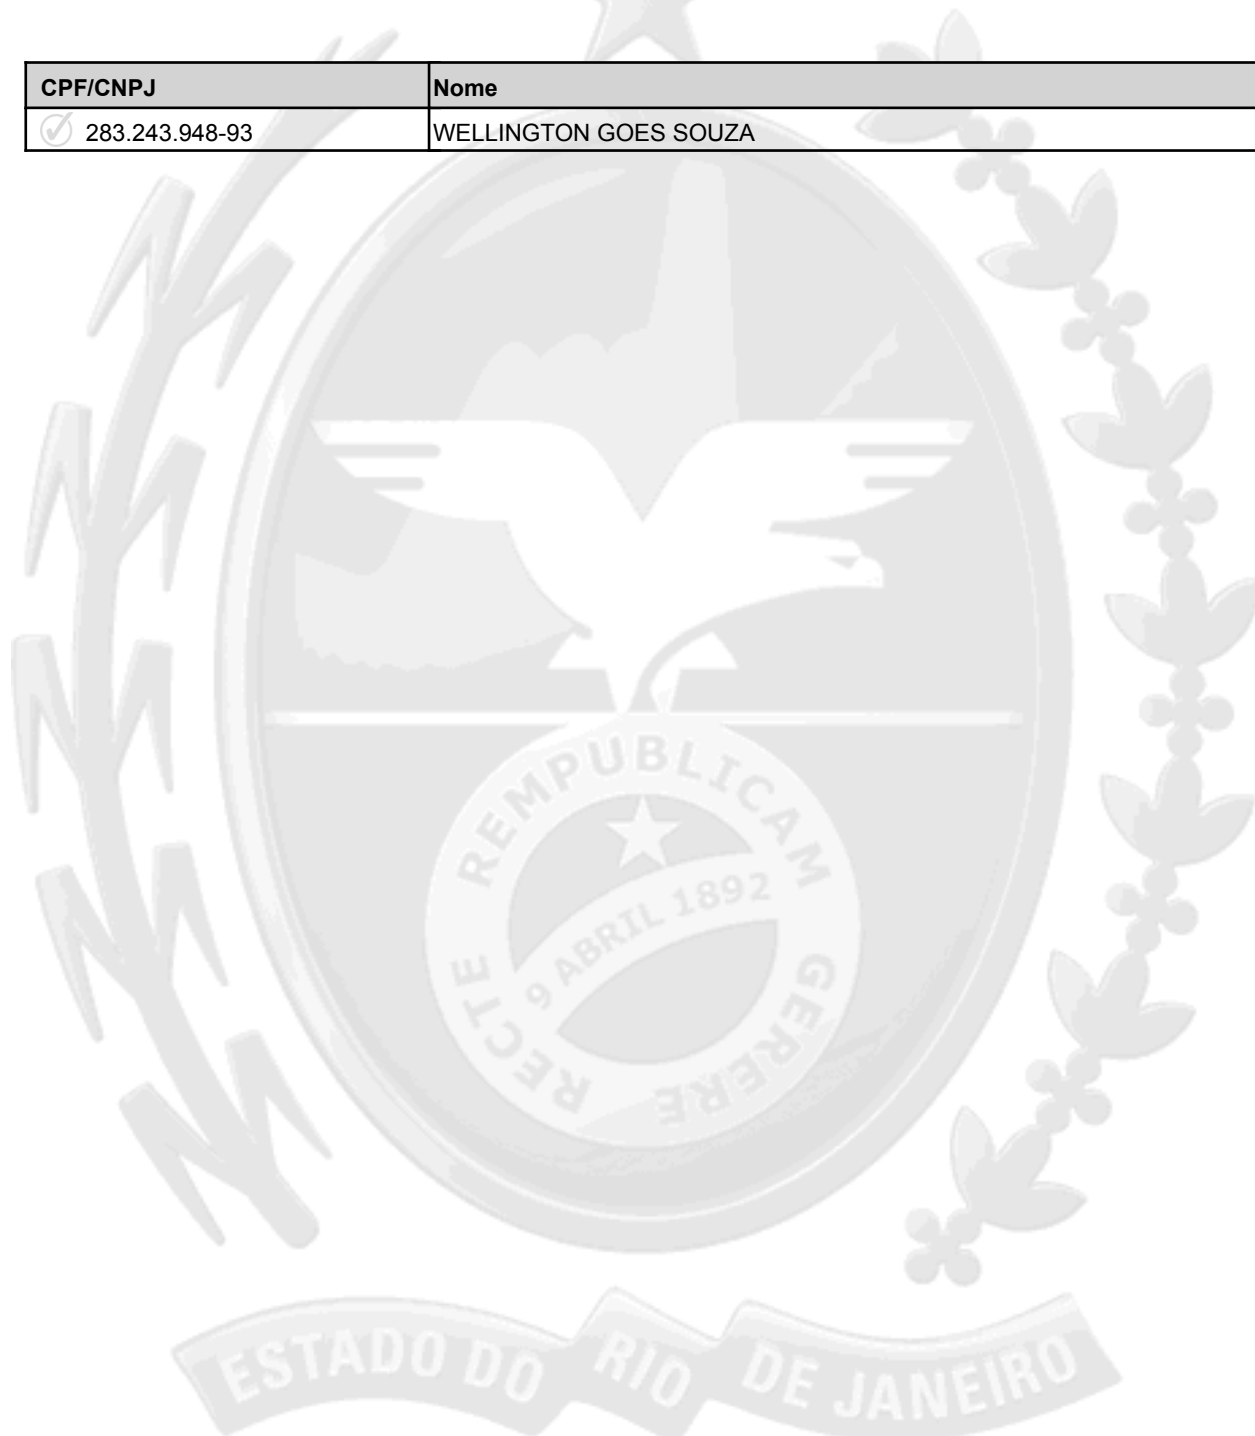 CPF/CNPJ Nome
283.243.948-93 WELLINGTON GOES SOUZA
REMPUBLICAM
9 ABRIL 1892
RECTE GERERE
ESTADO DO RIO DE JANEIRO